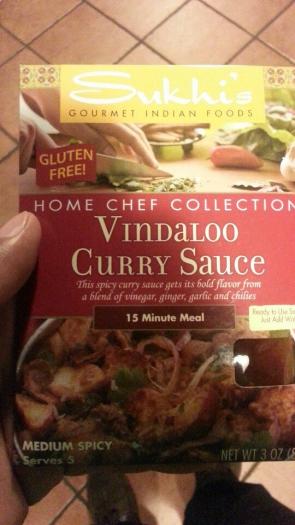 Sukhi's
GOURMET INDIAN FOODS
GLUTEN
FREE!
HOME CHEF COLLECTION
VINDALOO
CURRY SAUCE
This spicy curry sauce gets its bold flavor from
a blend of vinegar, ginger, garlic and chilies
15 Minute Meal
Ready to Use
Just Add
MEDIUM SPICY
Serves 5
NET WT 3 OZ